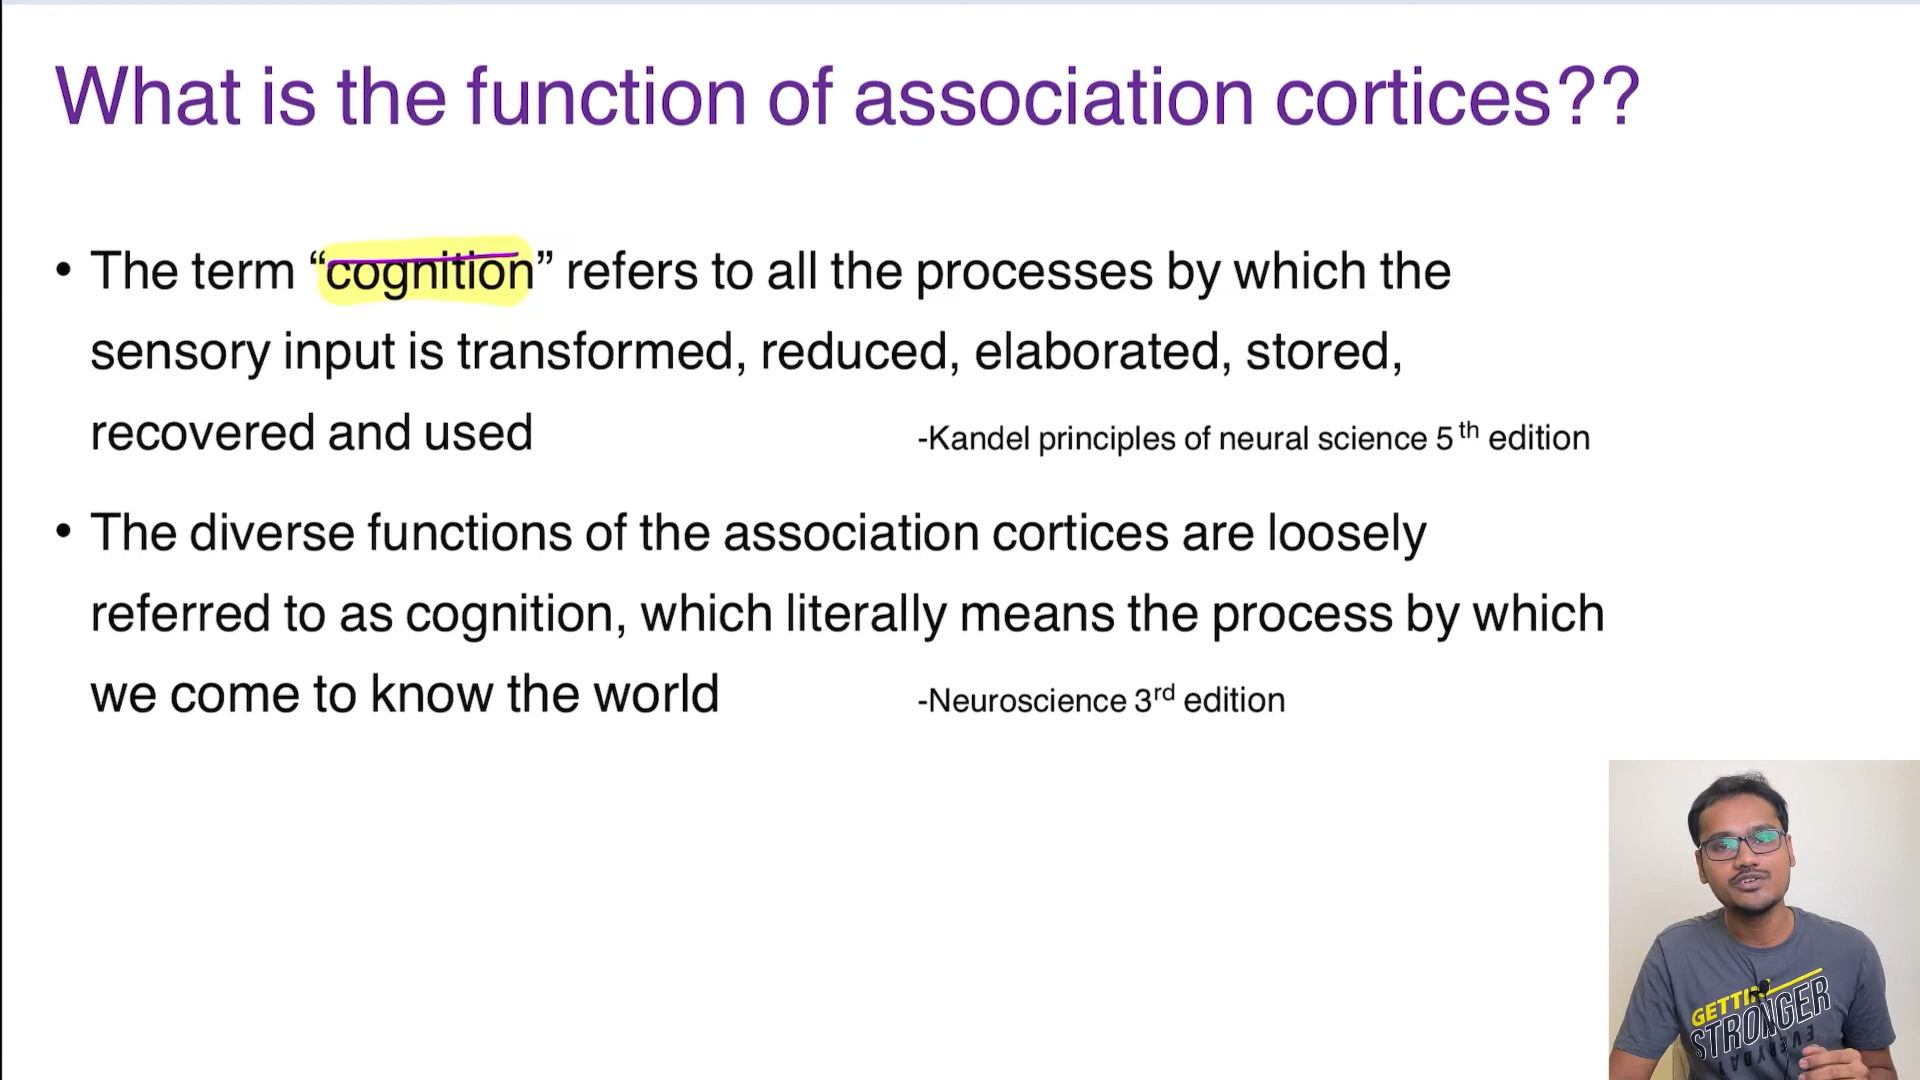 What is the function of association cortices??
• The term “cognition” refers to all the processes by which the
sensory input is transformed, reduced, elaborated, stored,
recovered and used
-Kandel principles of neural science 5th edition
• The diverse functions of the association cortices are loosely
referred to as cognition, which literally means the process by which
we come to know the world
-Neuroscience 3rd edition
STRONGER
EVERYDAY